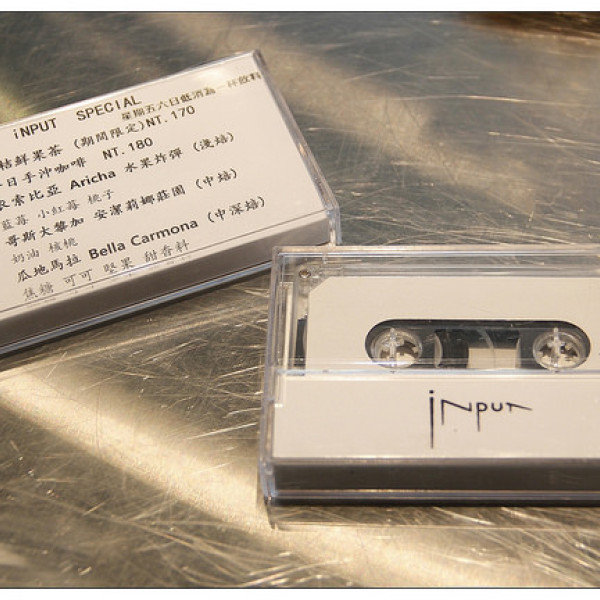 iNPUT SPECIAL
星期五六日低消為一杯飲料
桔鮮果茶 (期間限定)NT.170
日手沖咖啡 NT.180
衣索比亞 Aricha 水果炸彈 (淺焙)
藍莓 小紅莓 桃子
哥斯大黎加 安潔莉娜莊園 (中焙)
奶油 核桃
瓜地馬拉 Bella Carmona (中深焙)
焦糖 可可 堅果 甜香料
iNPUT